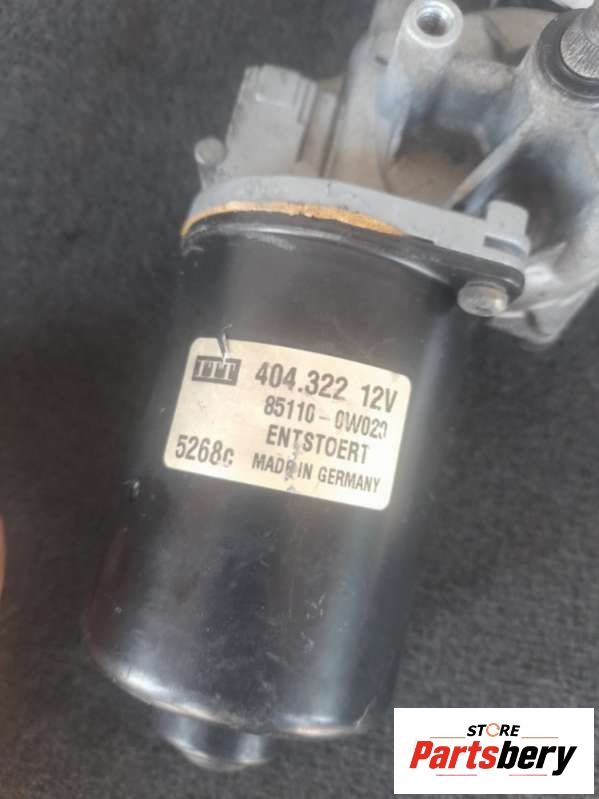 ITT 404.322 12V
85110-0W020
ENTSTOERT
5268c MADE IN GERMANY
STORE
Partsbery